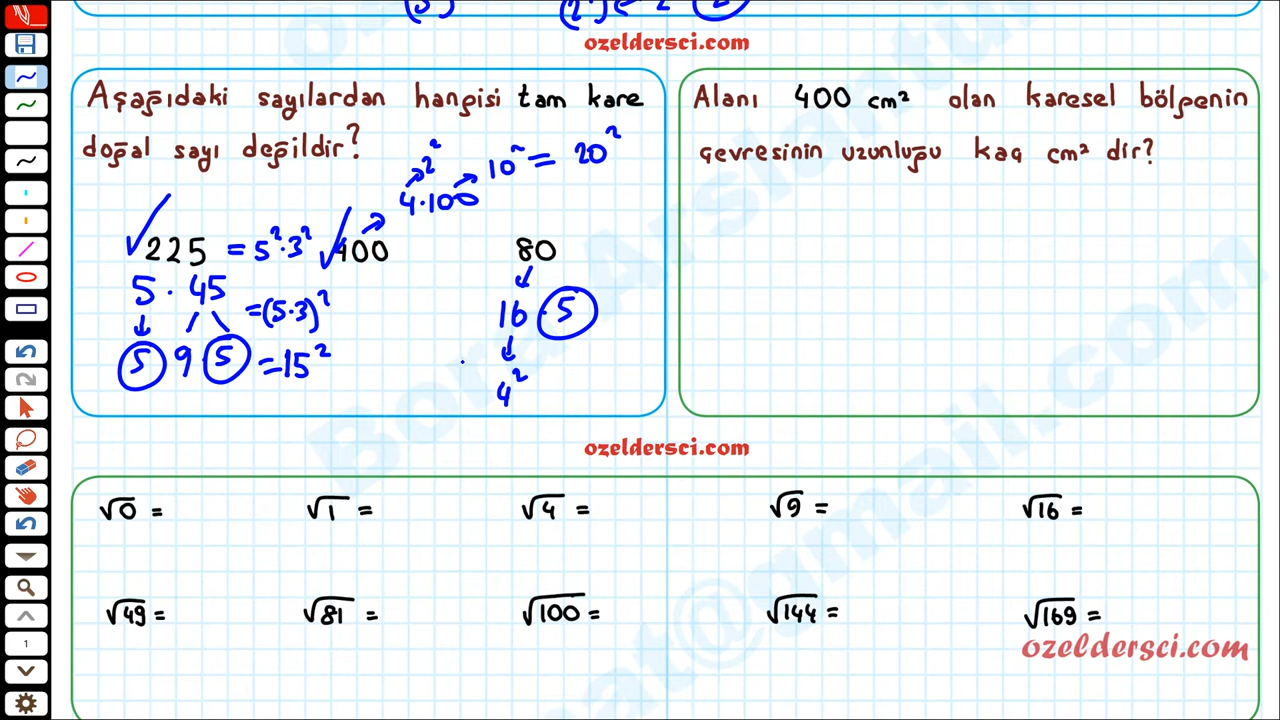 ozeldersci.com
Aşağıdaki sayılardan hangisi tam kare
doğal sayı değildir?
225 = 5²·3²
5 · 45 =(5·3)²
5 9 5 =15²
400
4·100
2²
10² = 20²
80
16 · 5
4²
Alanı 400 cm² olan karesel bölgenin
çevresinin uzunluğu kaç cm² dir?
ozeldersci.com
√0 = √1 = √4 = √9 = √16 =
√49 = √81 = √100 = √144 = √169 =
ozeldersci.com
1